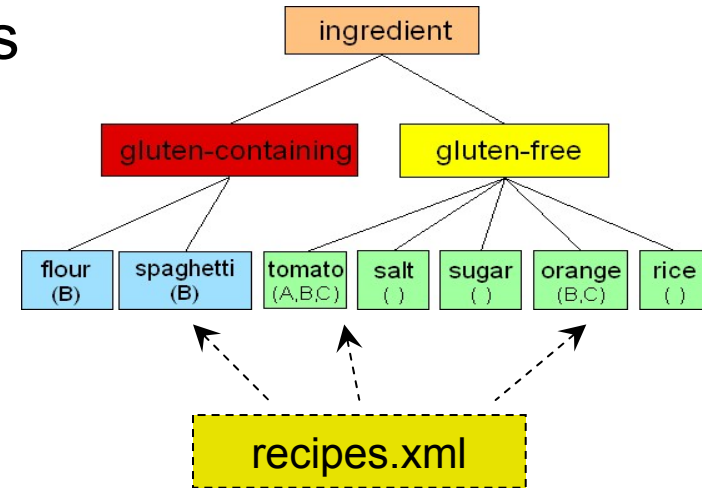 s
ingredient
gluten-containing gluten-free
flour spaghetti tomato salt sugar orange rice
(B) (B) (A,B,C) ( ) ( ) (B,C) ( )
recipes.xml